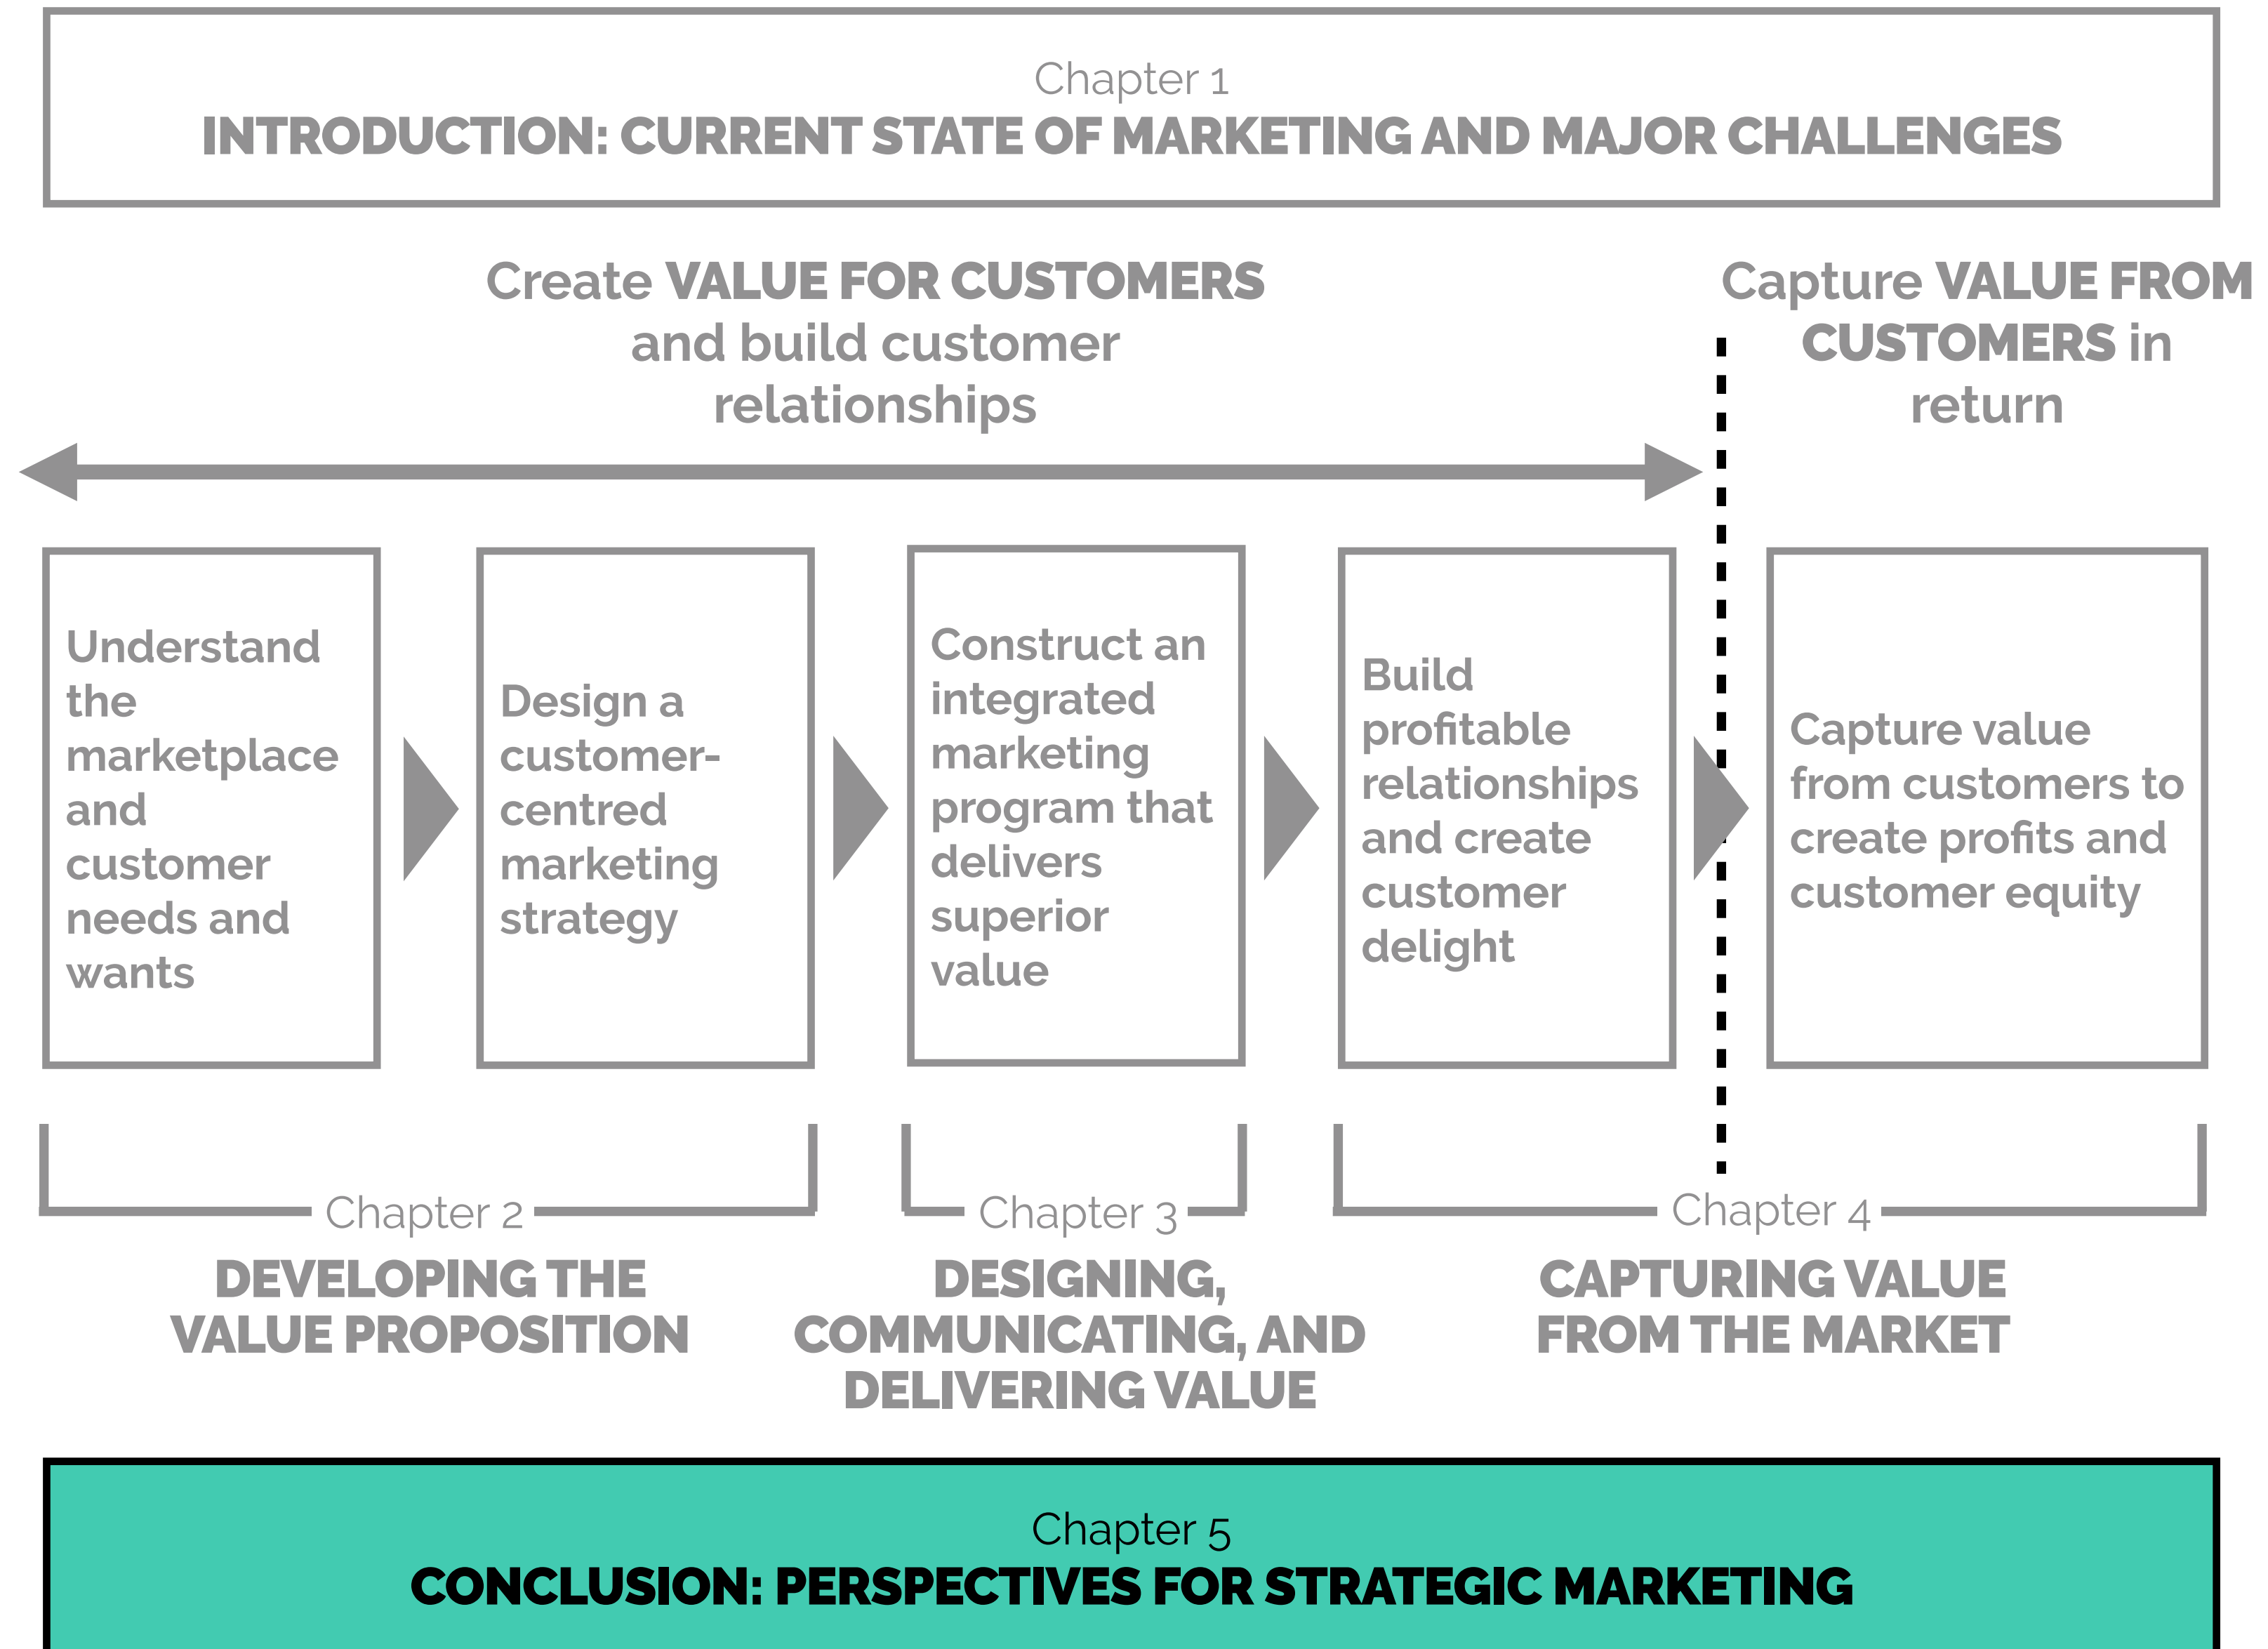 Chapter 1
INTRODUCTION: CURRENT STATE OF MARKETING AND MAJOR CHALLENGES
Create VALUE FOR CUSTOMERS
and build customer
relationships
Capture VALUE FROM
CUSTOMERS in
return
Understand
the
marketplace
and
customer
needs and
wants
Design a
customer-
centred
marketing
strategy
Construct an
integrated
marketing
program that
delivers
superior
value
Build
profitable
relationships
and create
customer
delight
Capture value
from customers to
create profits and
customer equity
Chapter 2
DEVELOPING THE
VALUE PROPOSITION
Chapter 3
DESIGNING,
COMMUNICATING, AND
DELIVERING VALUE
Chapter 4
CAPTURING VALUE
FROM THE MARKET
Chapter 5
CONCLUSION: PERSPECTIVES FOR STRATEGIC MARKETING